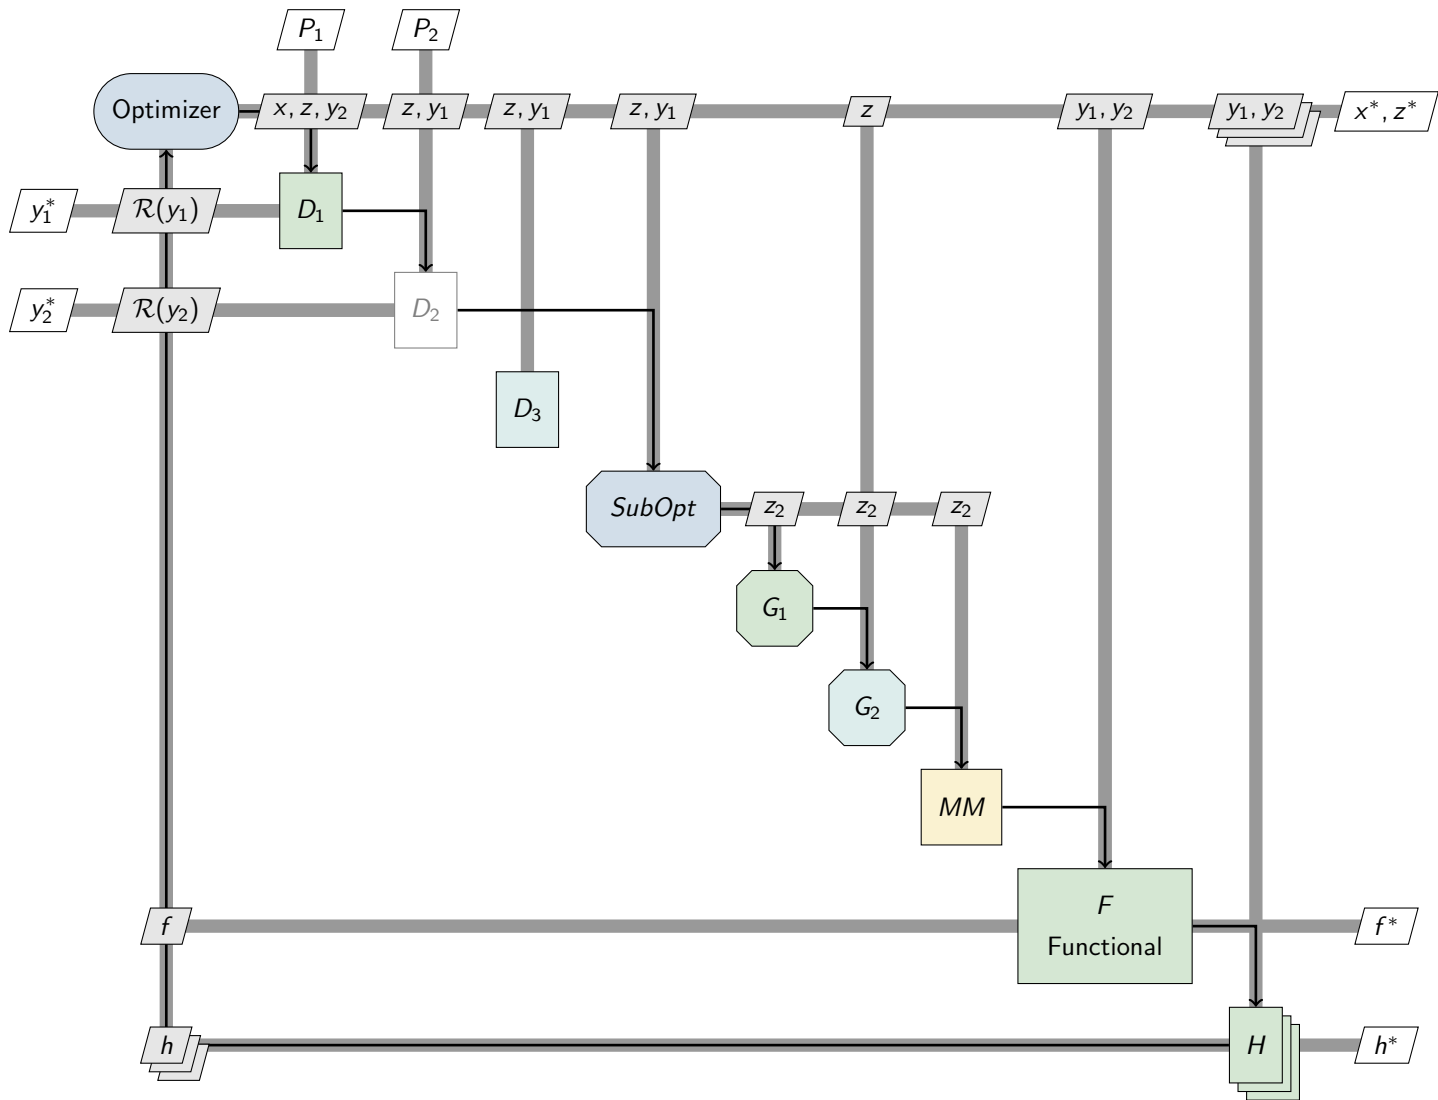 P₁ P₂
Optimizer x, z, y₂ z, y₁ z, y₁ z, y₁ z y₁, y₂ y₁, y₂ x*, z*
y₁* ℛ(y₁) D₁
y₂* ℛ(y₂) D₂
D₃
SubOpt z₂ z₂ z₂
G₁
G₂
MM
F
f Functional f*
h H h*